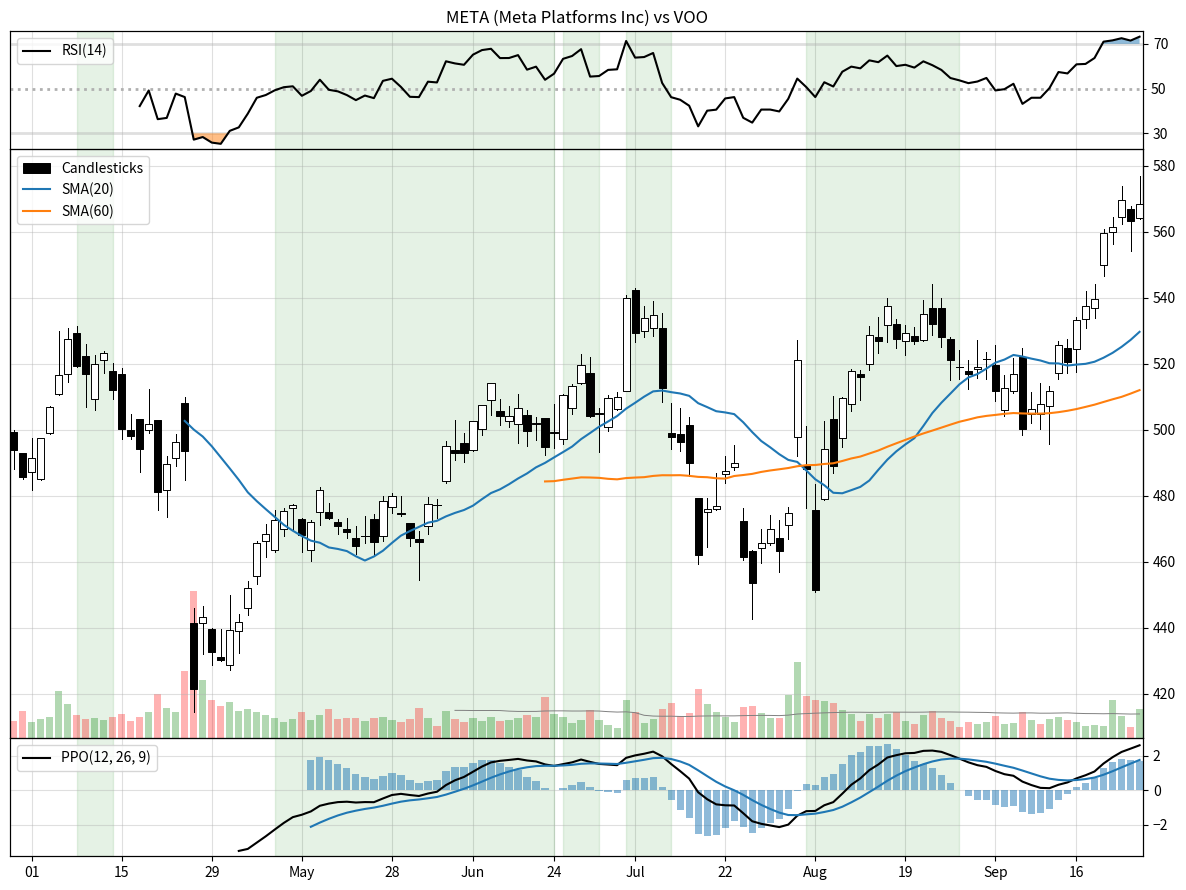 META (Meta Platforms Inc) vs VOO
RSI(14)
70
50
30
Candlesticks
SMA(20)
SMA(60)
580
560
540
520
500
480
460
440
420
PPO(12, 26, 9)
2
0
−2
01 15 29 May 28 Jun 24 Jul 22 Aug 19 Sep 16